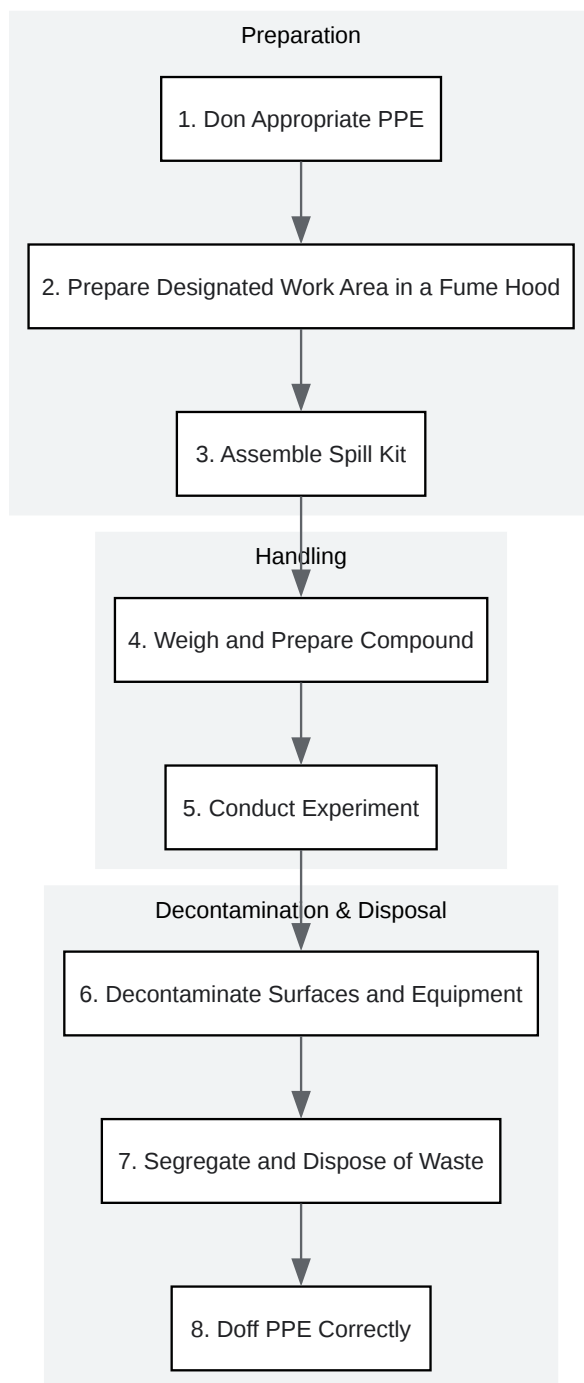 Preparation
1. Don Appropriate PPE
2. Prepare Designated Work Area in a Fume Hood
3. Assemble Spill Kit
Handling
4. Weigh and Prepare Compound
5. Conduct Experiment
Decontamination & Disposal
6. Decontaminate Surfaces and Equipment
7. Segregate and Dispose of Waste
8. Doff PPE Correctly